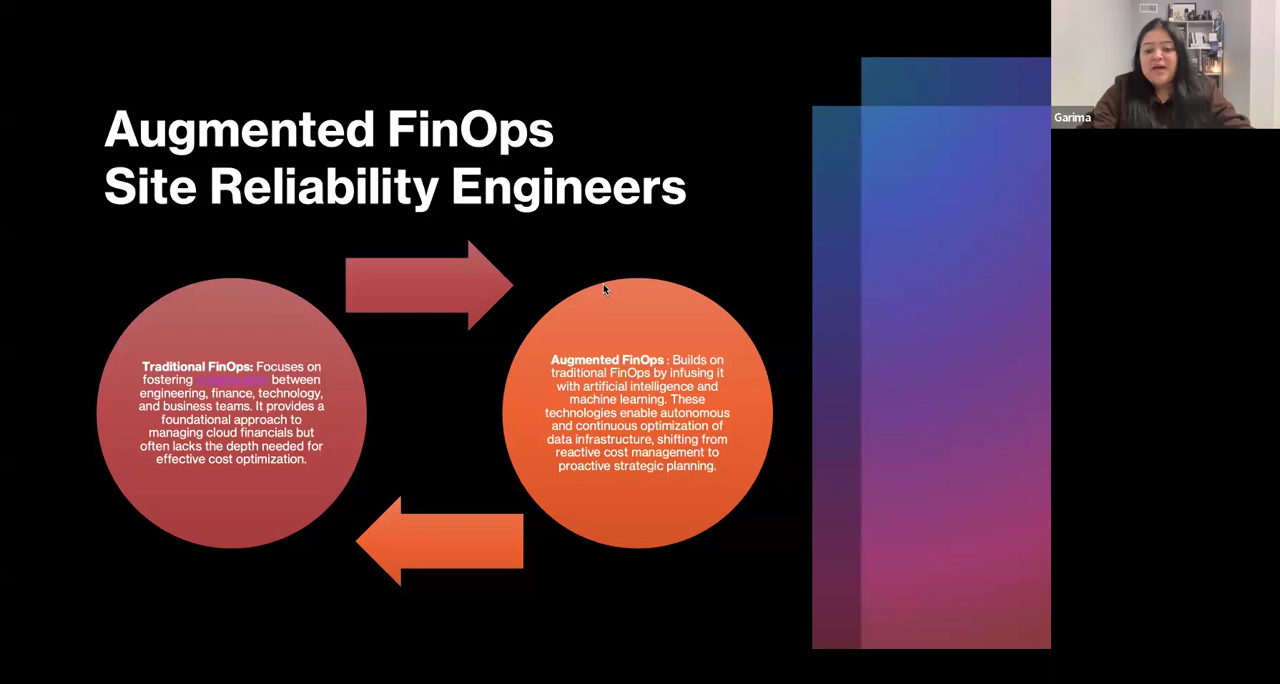 Augmented FinOps
Site Reliability Engineers
Garima
Traditional FinOps: Focuses on
fostering between
engineering, finance, technology,
and business teams. It provides a
foundational approach to
managing cloud financials but
often lacks the depth needed for
effective cost optimization.
Augmented FinOps : Builds on
traditional FinOps by infusing it
with artificial intelligence and
machine learning. These
technologies enable autonomous
and continuous optimization of
data infrastructure, shifting from
reactive cost management to
proactive strategic planning.